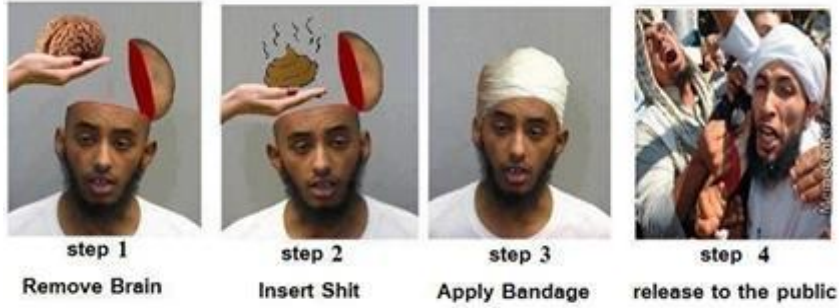 step 1
Remove Brain
step 2
Insert Shit
step 3
Apply Bandage
step 4
release to the public